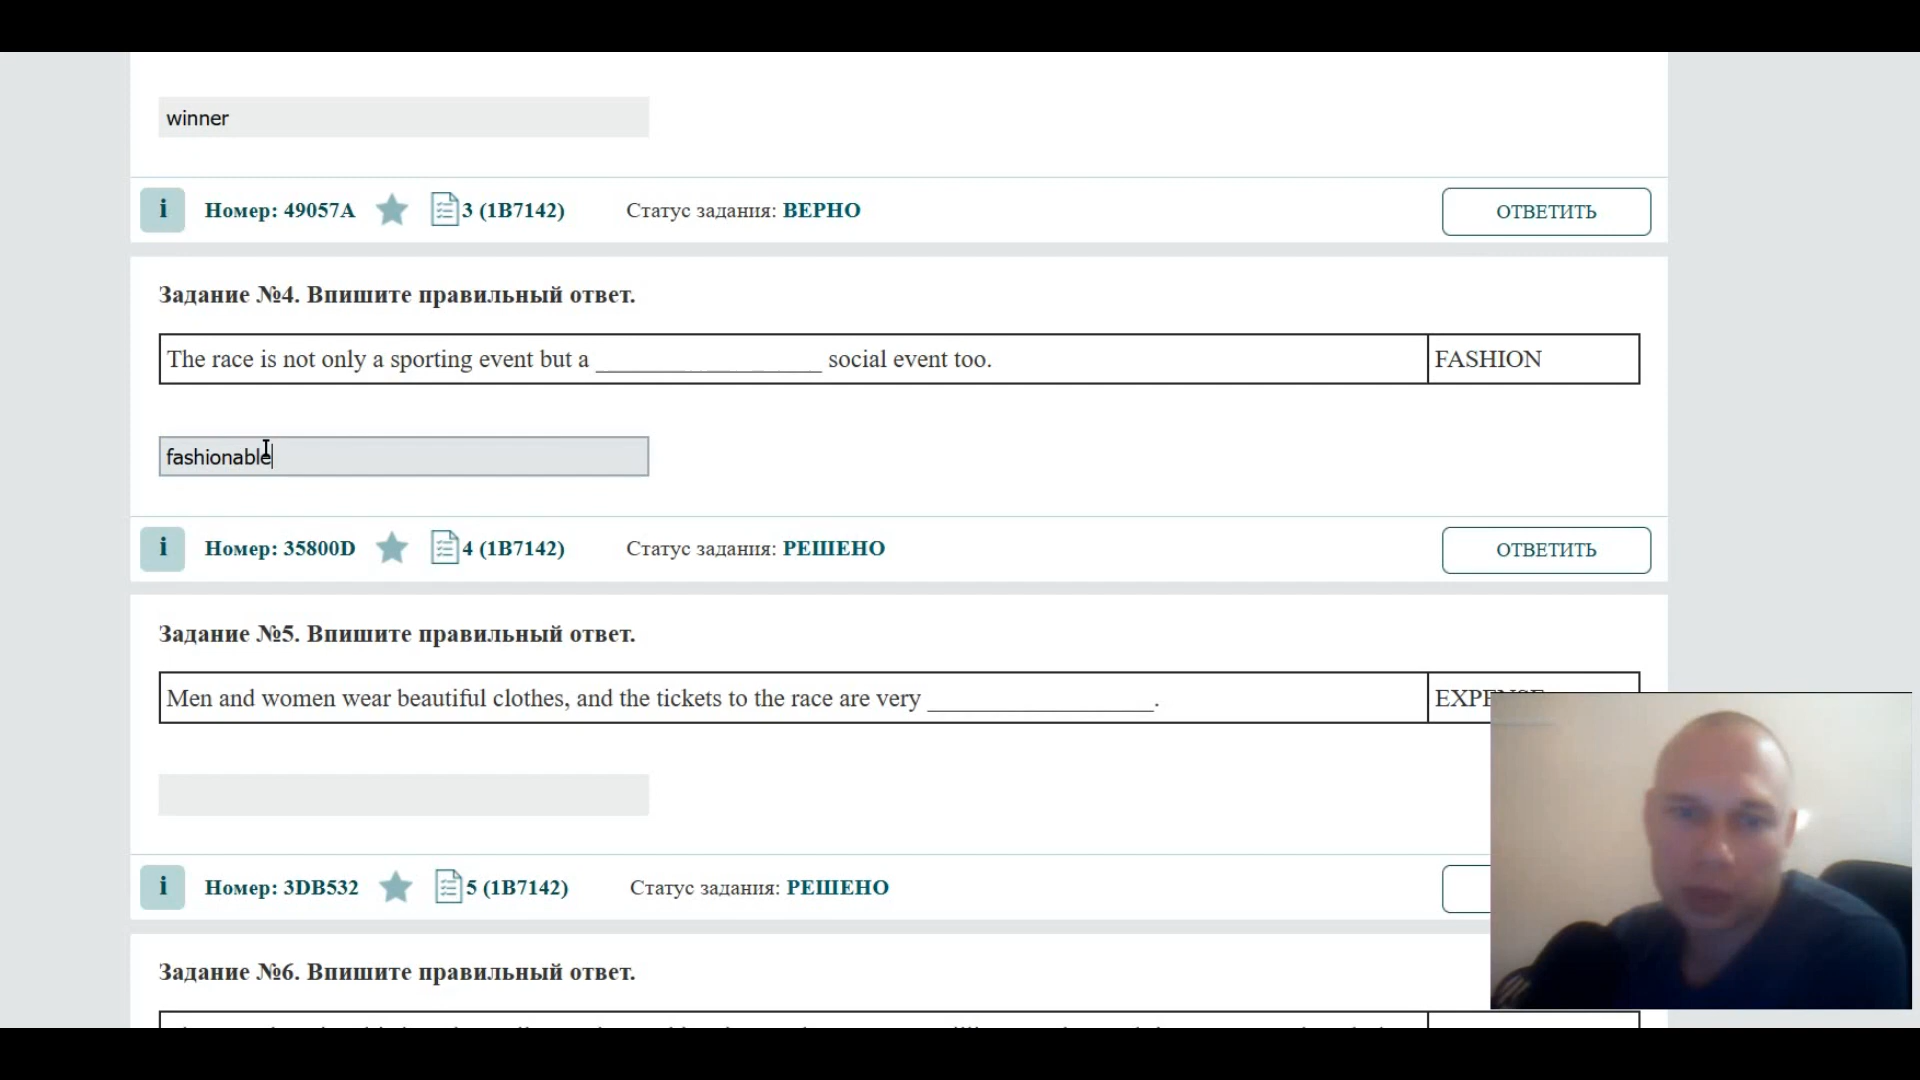 winner
i Номер: 49057A 3 (1B7142) Статус задания: ВЕРНО ОТВЕТИТЬ
Задание №4. Впишите правильный ответ.
The race is not only a sporting event but a __________________ social event too. FASHION
fashionable
i Номер: 35800D 4 (1B7142) Статус задания: РЕШЕНО ОТВЕТИТЬ
Задание №5. Впишите правильный ответ.
Men and women wear beautiful clothes, and the tickets to the race are very __________________. EXPENSE
i Номер: 3DB532 5 (1B7142) Статус задания: РЕШЕНО
Задание №6. Впишите правильный ответ.